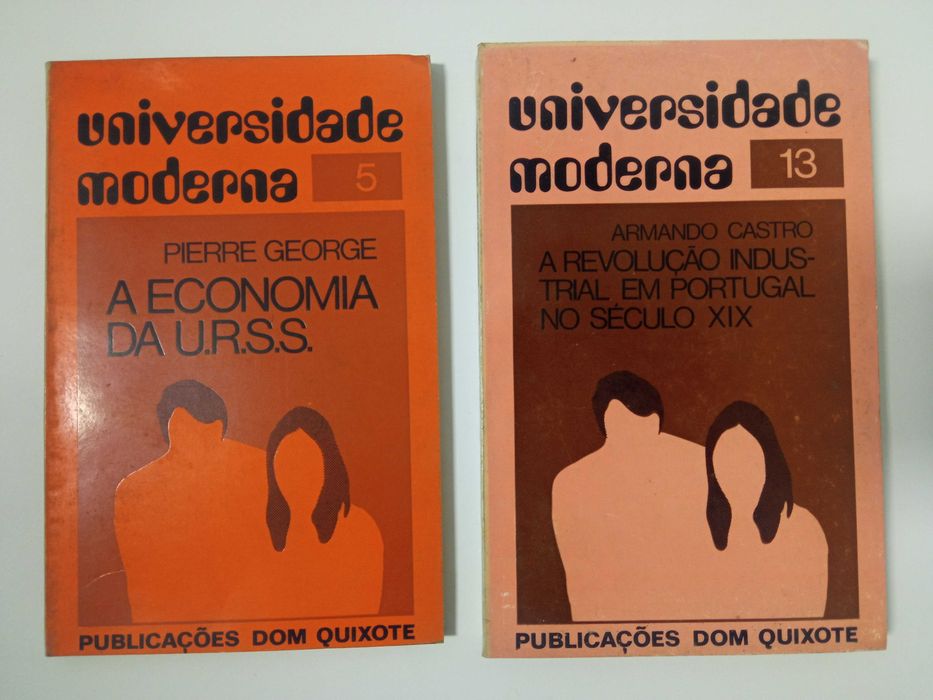 universidade
moderna 5
PIERRE GEORGE
A ECONOMIA
DA U.R.S.S.
PUBLICAÇÕES DOM QUIXOTE
universidade
moderna 13
ARMANDO CASTRO
A REVOLUÇÃO INDUS-
TRIAL EM PORTUGAL
NO SÉCULO XIX
PUBLICAÇÕES DOM QUIXOTE